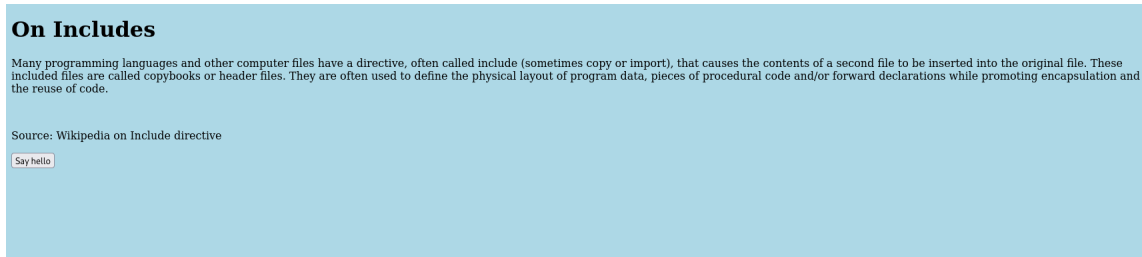 On Includes
Many programming languages and other computer files have a directive, often called include (sometimes copy or import), that causes the contents of a second file to be inserted into the original file. These
included files are called copybooks or header files. They are often used to define the physical layout of program data, pieces of procedural code and/or forward declarations while promoting encapsulation and
the reuse of code.
Source: Wikipedia on Include directive
Say hello